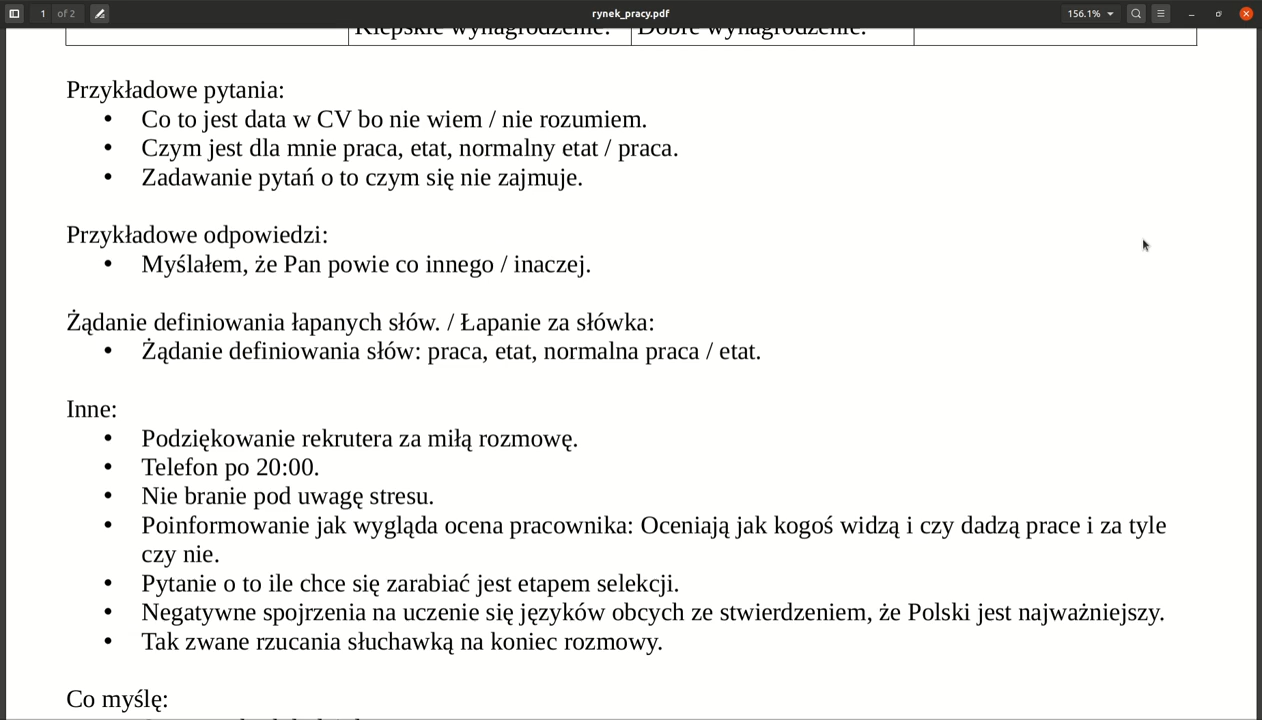 1 of 2
rynek_pracy.pdf
156.1%
Kiepskie wynagrodzenie. Dobre wynagrodzenie.
Przykładowe pytania:
• Co to jest data w CV bo nie wiem / nie rozumiem.
• Czym jest dla mnie praca, etat, normalny etat / praca.
• Zadawanie pytań o to czym się nie zajmuje.
Przykładowe odpowiedzi:
• Myślałem, że Pan powie co innego / inaczej.
Żądanie definiowania łapanych słów. / Łapanie za słówka:
• Żądanie definiowania słów: praca, etat, normalna praca / etat.
Inne:
• Podziękowanie rekrutera za miłą rozmowę.
• Telefon po 20:00.
• Nie branie pod uwagę stresu.
• Poinformowanie jak wygląda ocena pracownika: Oceniają jak kogoś widzą i czy dadzą prace i za tyle
czy nie.
• Pytanie o to ile chce się zarabiać jest etapem selekcji.
• Negatywne spojrzenia na uczenie się języków obcych ze stwierdzeniem, że Polski jest najważniejszy.
• Tak zwane rzucania słuchawką na koniec rozmowy.
Co myślę: